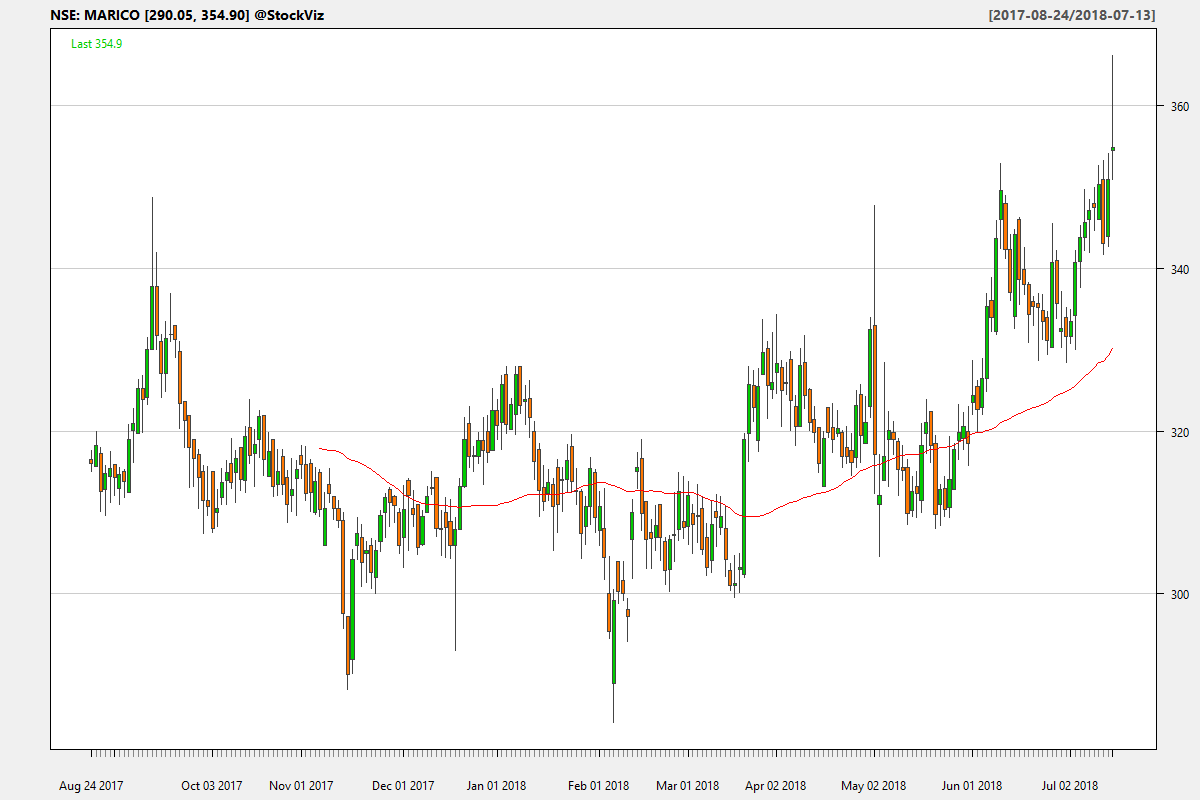 NSE: MARICO [290.05, 354.90] @StockViz
[2017-08-24/2018-07-13]
Last 354.9
360
340
320
300
Aug 24 2017
Oct 03 2017
Nov 01 2017
Dec 01 2017
Jan 01 2018
Feb 01 2018
Mar 01 2018
Apr 02 2018
May 02 2018
Jun 01 2018
Jul 02 2018